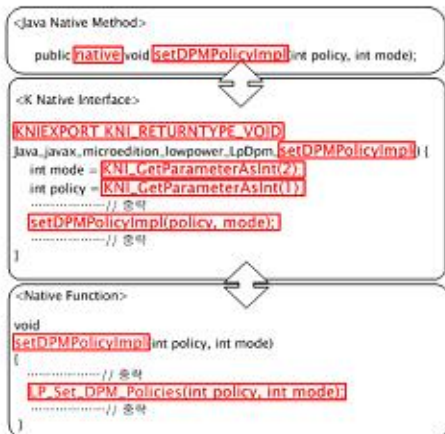 <Java Native Method>
public native void setDPMPolicyImpl(int policy, int mode);
<K Native Interface>
KNIEXPORT KNI_RETURNTYPE_VOID
Java_javax_microedition_lowpower_LpDpm_setDPMPolicyImpl() {
int mode = KNI_GetParameterAsInt(2);
int policy = KNI_GetParameterAsInt(1);
··················// 중략
setDPMPolicyImpl(policy, mode);
··················// 중략
}
<Native Function>
void
setDPMPolicyImpl(int policy, int mode)
{
··················// 중략
LP_Set_DPM_Policies(int policy, int mode);
··················// 중략
}